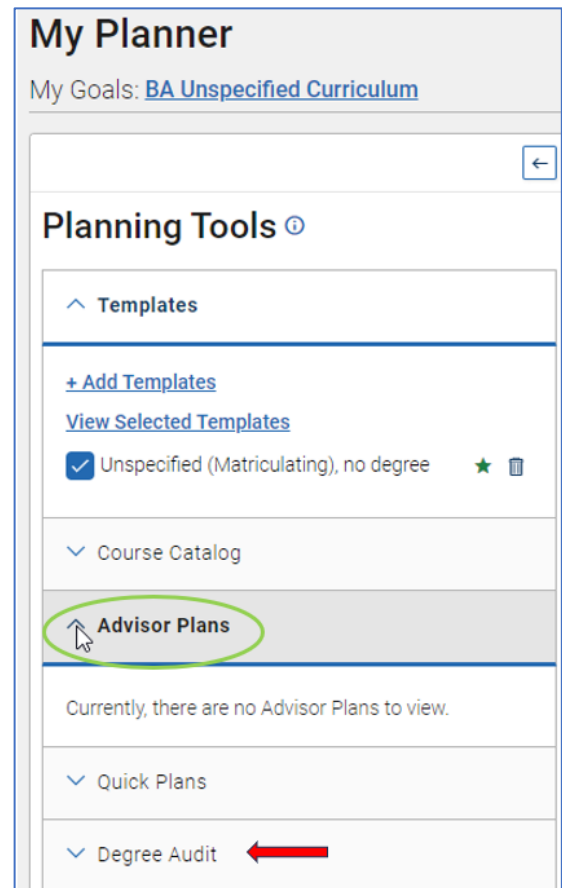 My Planner
My Goals: BA Unspecified Curriculum
Planning Tools
Templates
+ Add Templates
View Selected Templates
Unspecified (Matriculating), no degree
Course Catalog
Advisor Plans
Currently, there are no Advisor Plans to view.
Quick Plans
Degree Audit